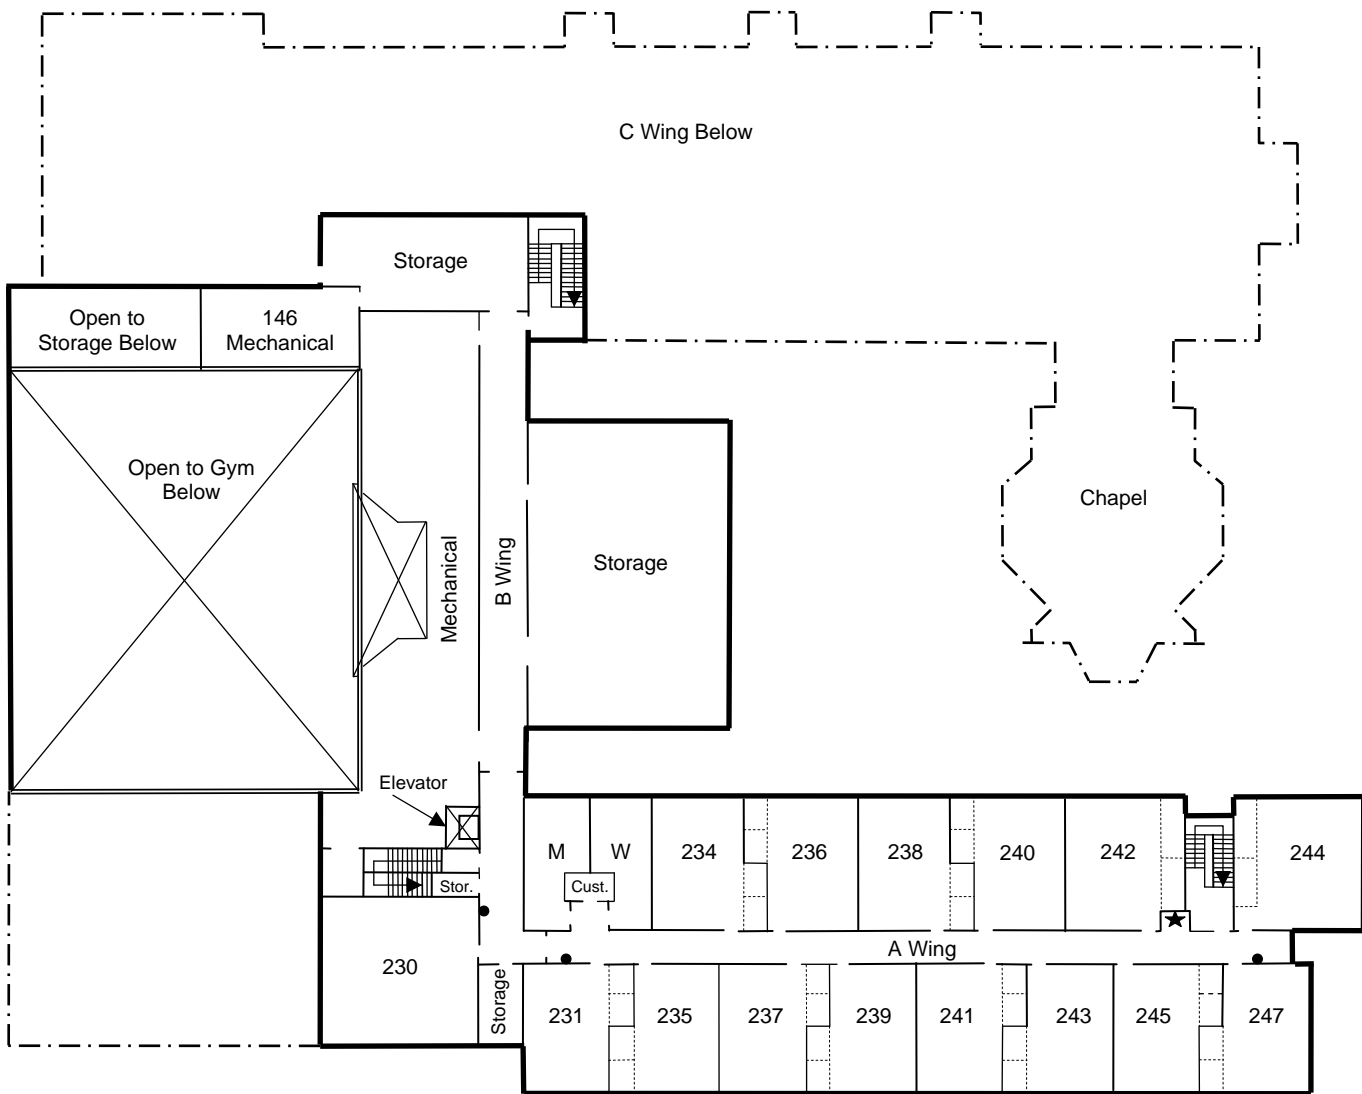 C Wing Below
Storage
Open to
Storage Below
146
Mechanical
Open to Gym
Below
Mechanical
B Wing
Storage
Chapel
Elevator
M
W
234
236
238
240
242
244
Stor.
Cust.
A Wing
230
Storage
231
235
237
239
241
243
245
247